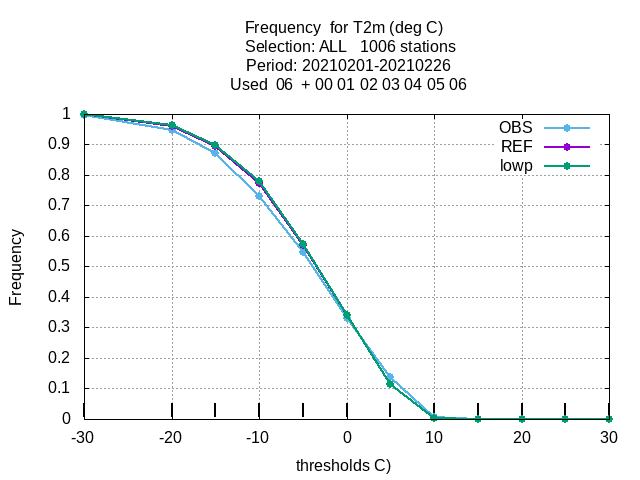 Frequency  for T2m (deg C)
Selection: ALL   1006 stations
Period: 20210201-20210226
Used  06  + 00 01 02 03 04 05 06
OBS
REF
lowp
1
0.9
0.8
0.7
0.6
0.5
0.4
0.3
0.2
0.1
0
Frequency
-30 -20 -10 0 10 20 30
thresholds C)